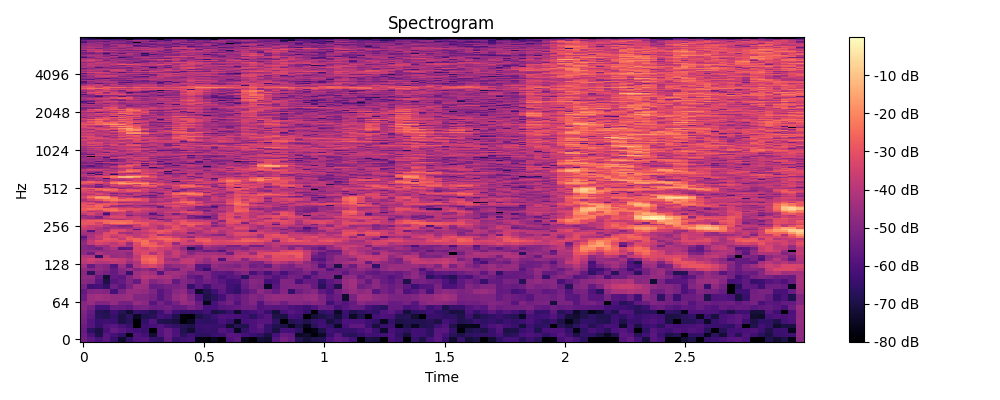 Spectrogram
Hz
4096
2048
1024
512
256
128
64
0
0
0.5
1
1.5
2
2.5
Time
-10 dB
-20 dB
-30 dB
-40 dB
-50 dB
-60 dB
-70 dB
-80 dB